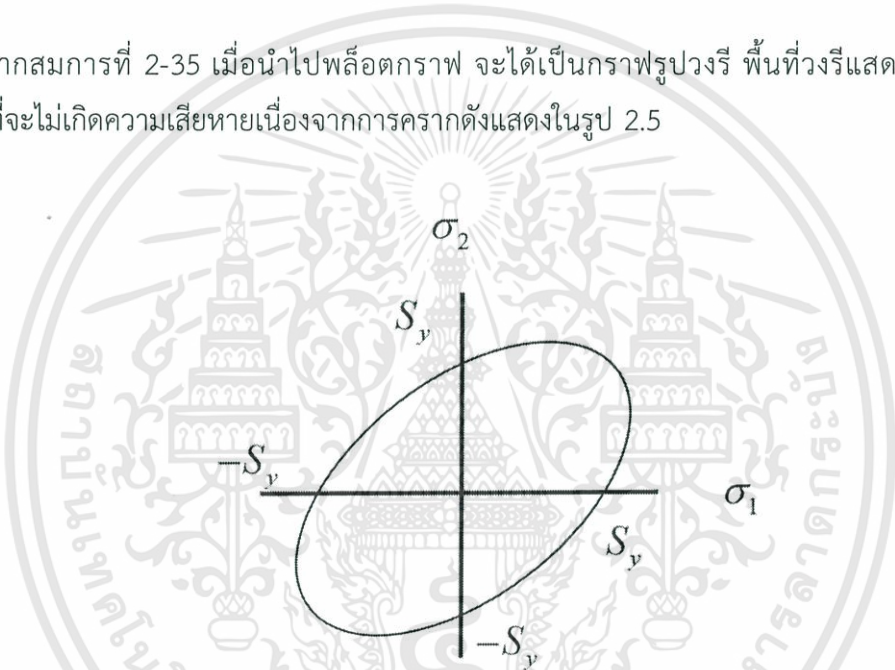 ากสมการที่ 2-35 เมื่อนำไปพล็อตกราฟ จะได้เป็นกราฟรูปวงรี พื้นที่วงรีแสด
ที่จะไม่เกิดความเสียหายเนื่องจากการครากดังแสดงในรูป 2.5
σ₂
S_y
-S_y
σ₁
S_y
-S_y